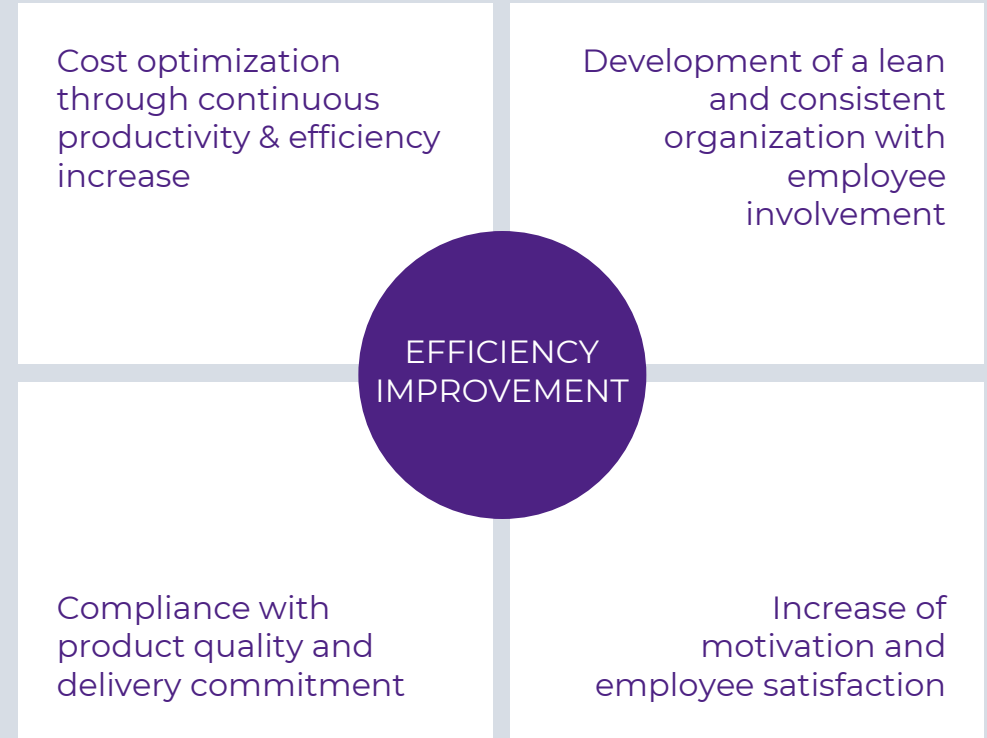 Cost optimization
through continuous
productivity & efficiency
increase
Development of a lean
and consistent
organization with
employee
involvement
EFFICIENCY
IMPROVEMENT
Compliance with
product quality and
delivery commitment
Increase of
motivation and
employee satisfaction